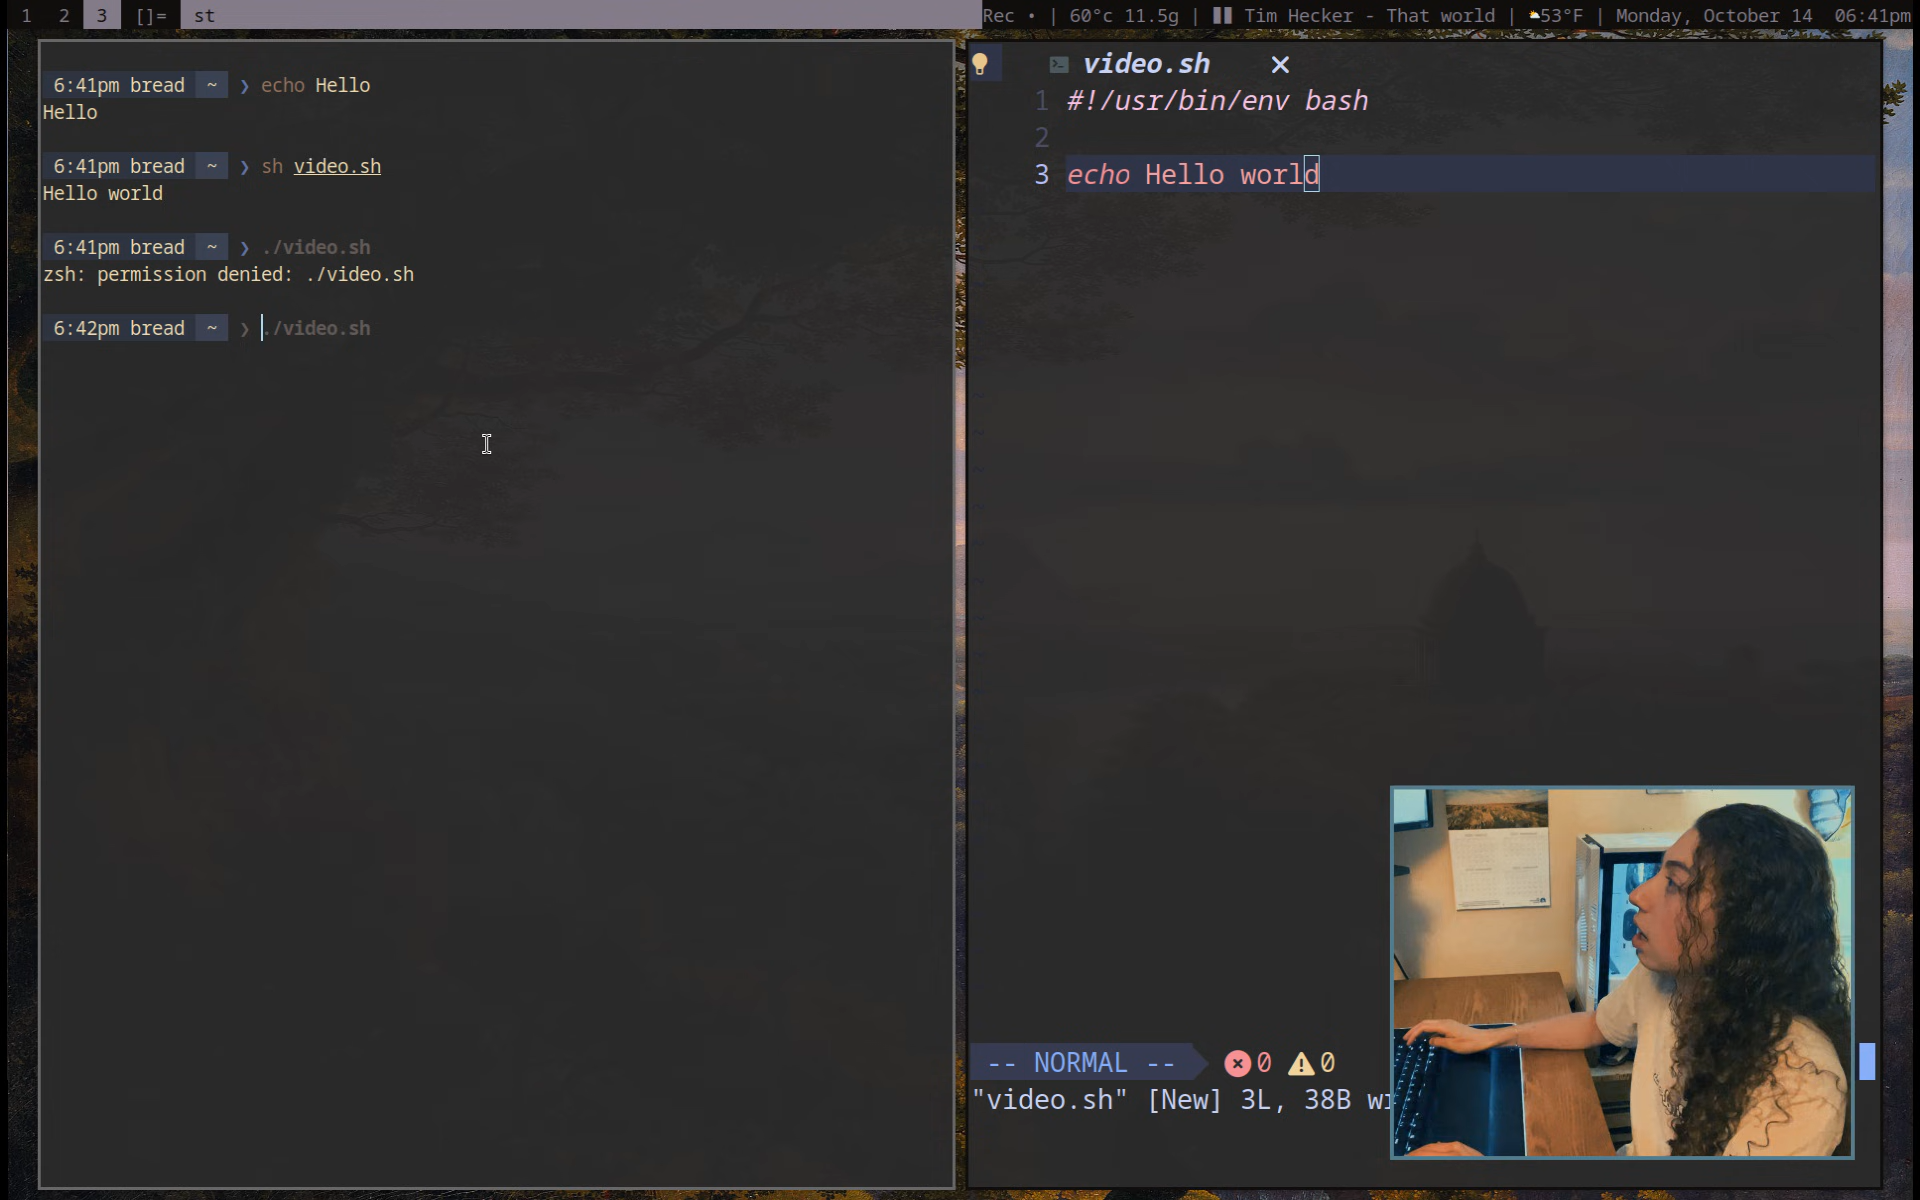 1 2 3 []= st Rec • | 60°c 11.5g | Tim Hecker - That world | 53°F | Monday, October 14 06:41pm
6:41pm bread ~ ❯ echo Hello
Hello
6:41pm bread ~ ❯ sh video.sh
Hello world
6:41pm bread ~ ❯ ./video.sh
zsh: permission denied: ./video.sh
6:42pm bread ~ ❯ ./video.sh
video.sh ✕
1 #!/usr/bin/env bash
2
3 echo Hello world
-- NORMAL -- 0 0
"video.sh" [New] 3L, 38B